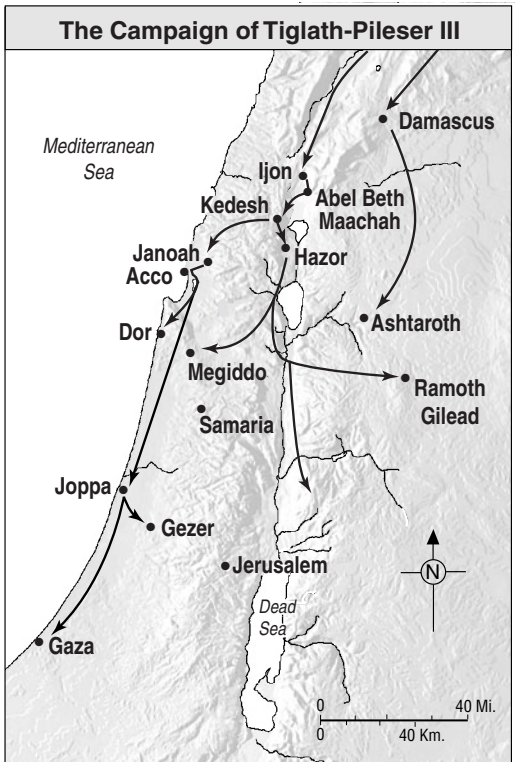 The Campaign of Tiglath-Pileser III
Mediterranean
Sea
Damascus
Ijon
Abel Beth
Maachah
Kedesh
Janoah
Hazor
Acco
Dor
Ashtaroth
Megiddo
Ramoth
Gilead
Samaria
Joppa
Gezer
Jerusalem
N
Dead
Sea
Gaza
0 40 Mi.
0 40 Km.